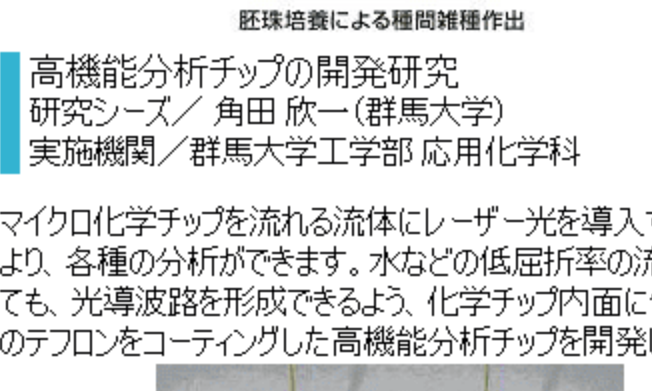 胚珠培養による種間雑種作出
高機能分析チップの開発研究
研究シーズ／ 角田 欣一（群馬大学）
実施機関／群馬大学工学部 応用化学科
マイクロ化学チップを流れる流体にレーザー光を導入
より、各種の分析ができます。水などの低屈折率の流
ても、光導波路を形成できるよう、化学チップ内面に
のテフロンをコーティングした高機能分析チップを開発